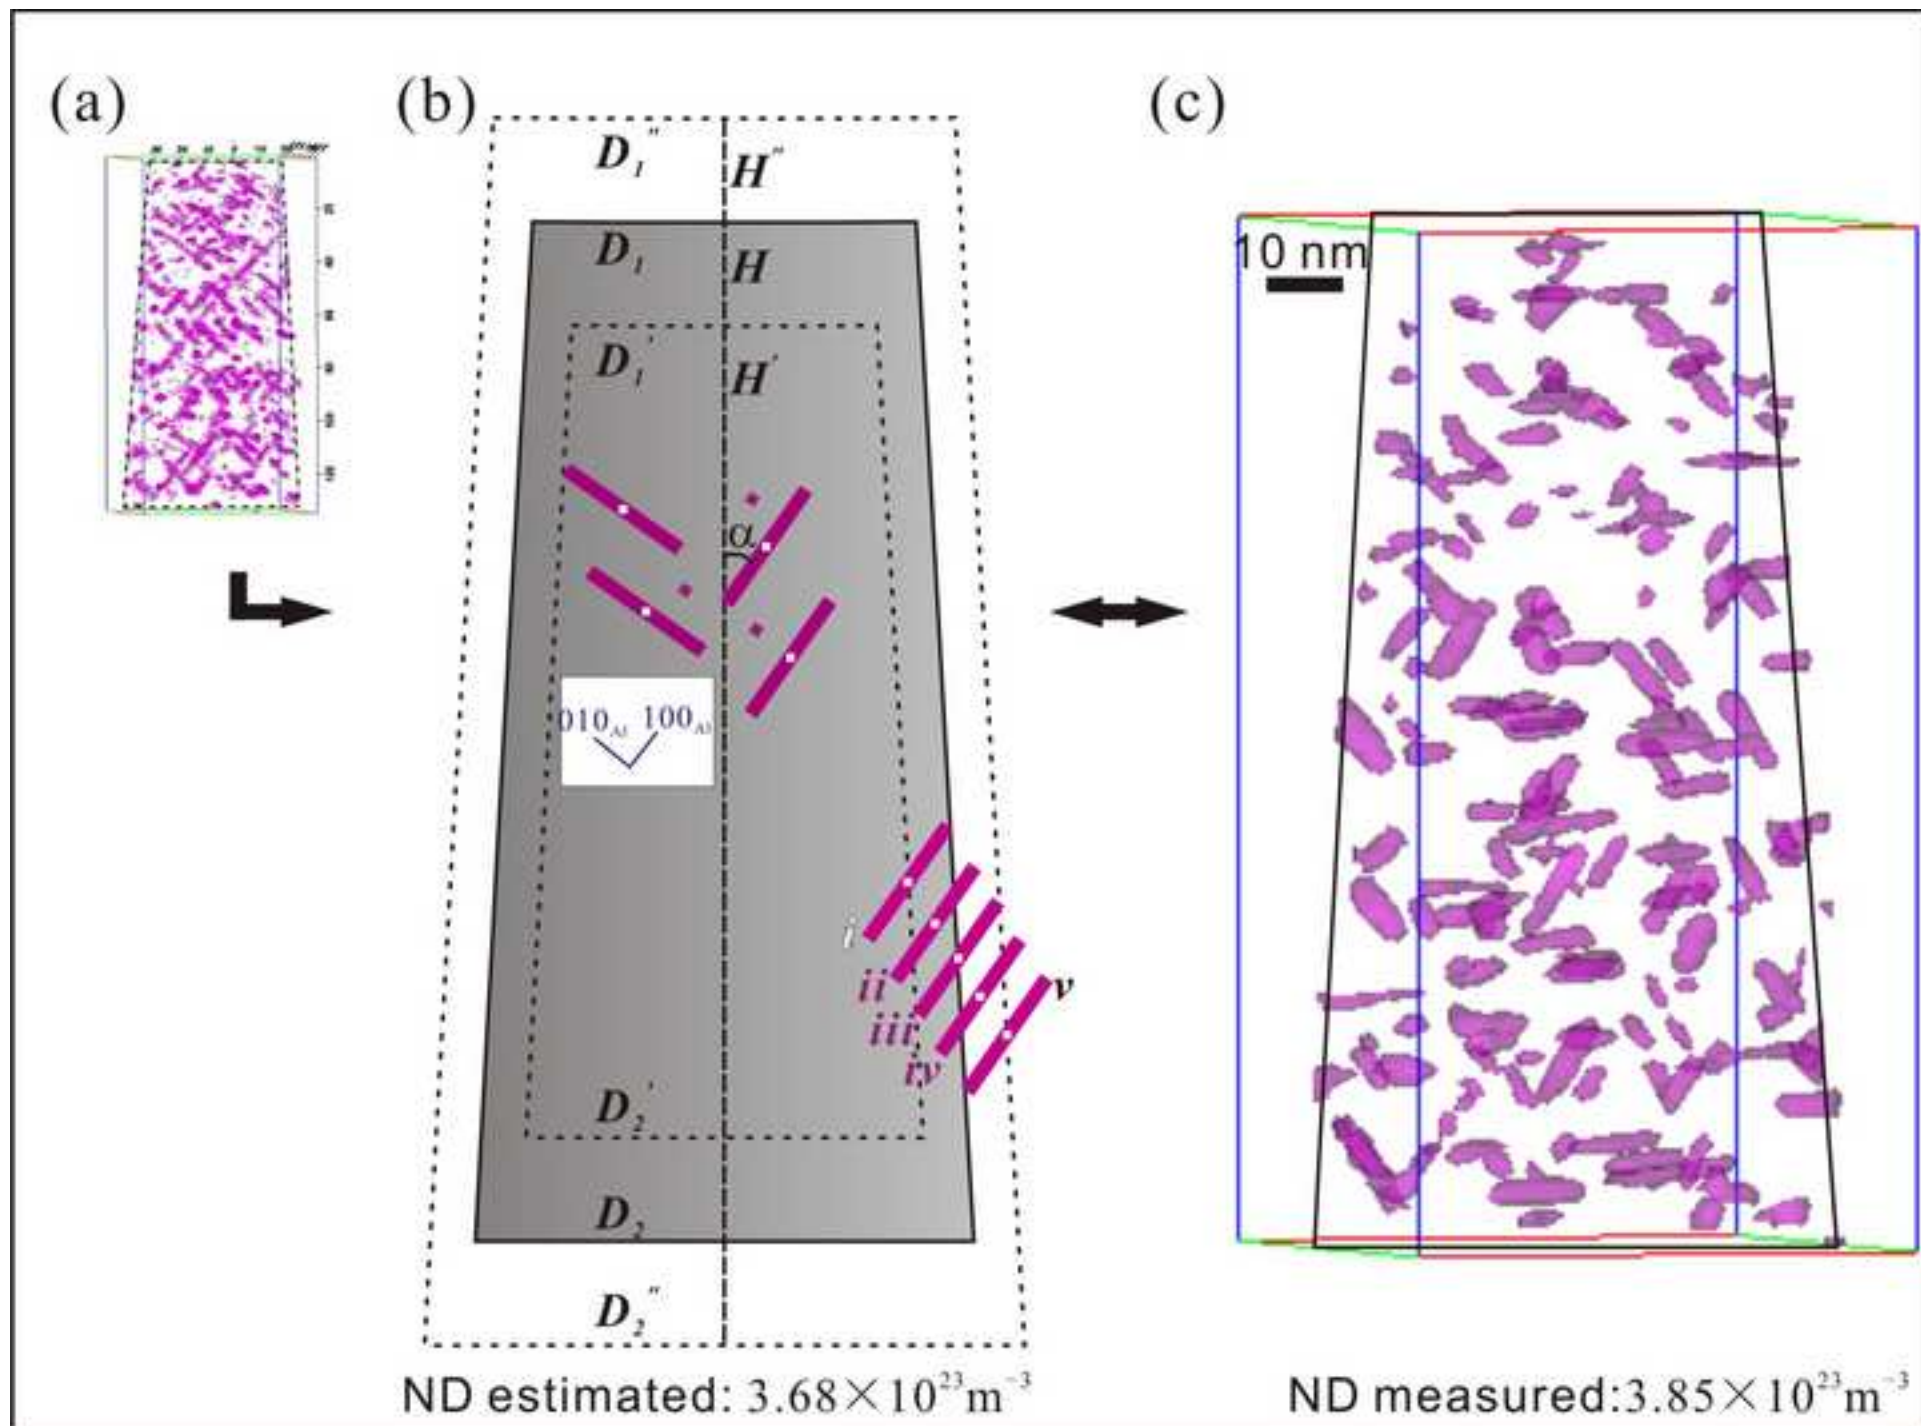 (a)
(b)
(c)
D₁″
H″
D₁
H
D₁′
H′
10 nm
α
010Al 100Al
i
ii
iii
iv
v
D₂′
D₂
D₂″
ND estimated: 3.68×10²³m⁻³
ND measured:3.85×10²³m⁻³